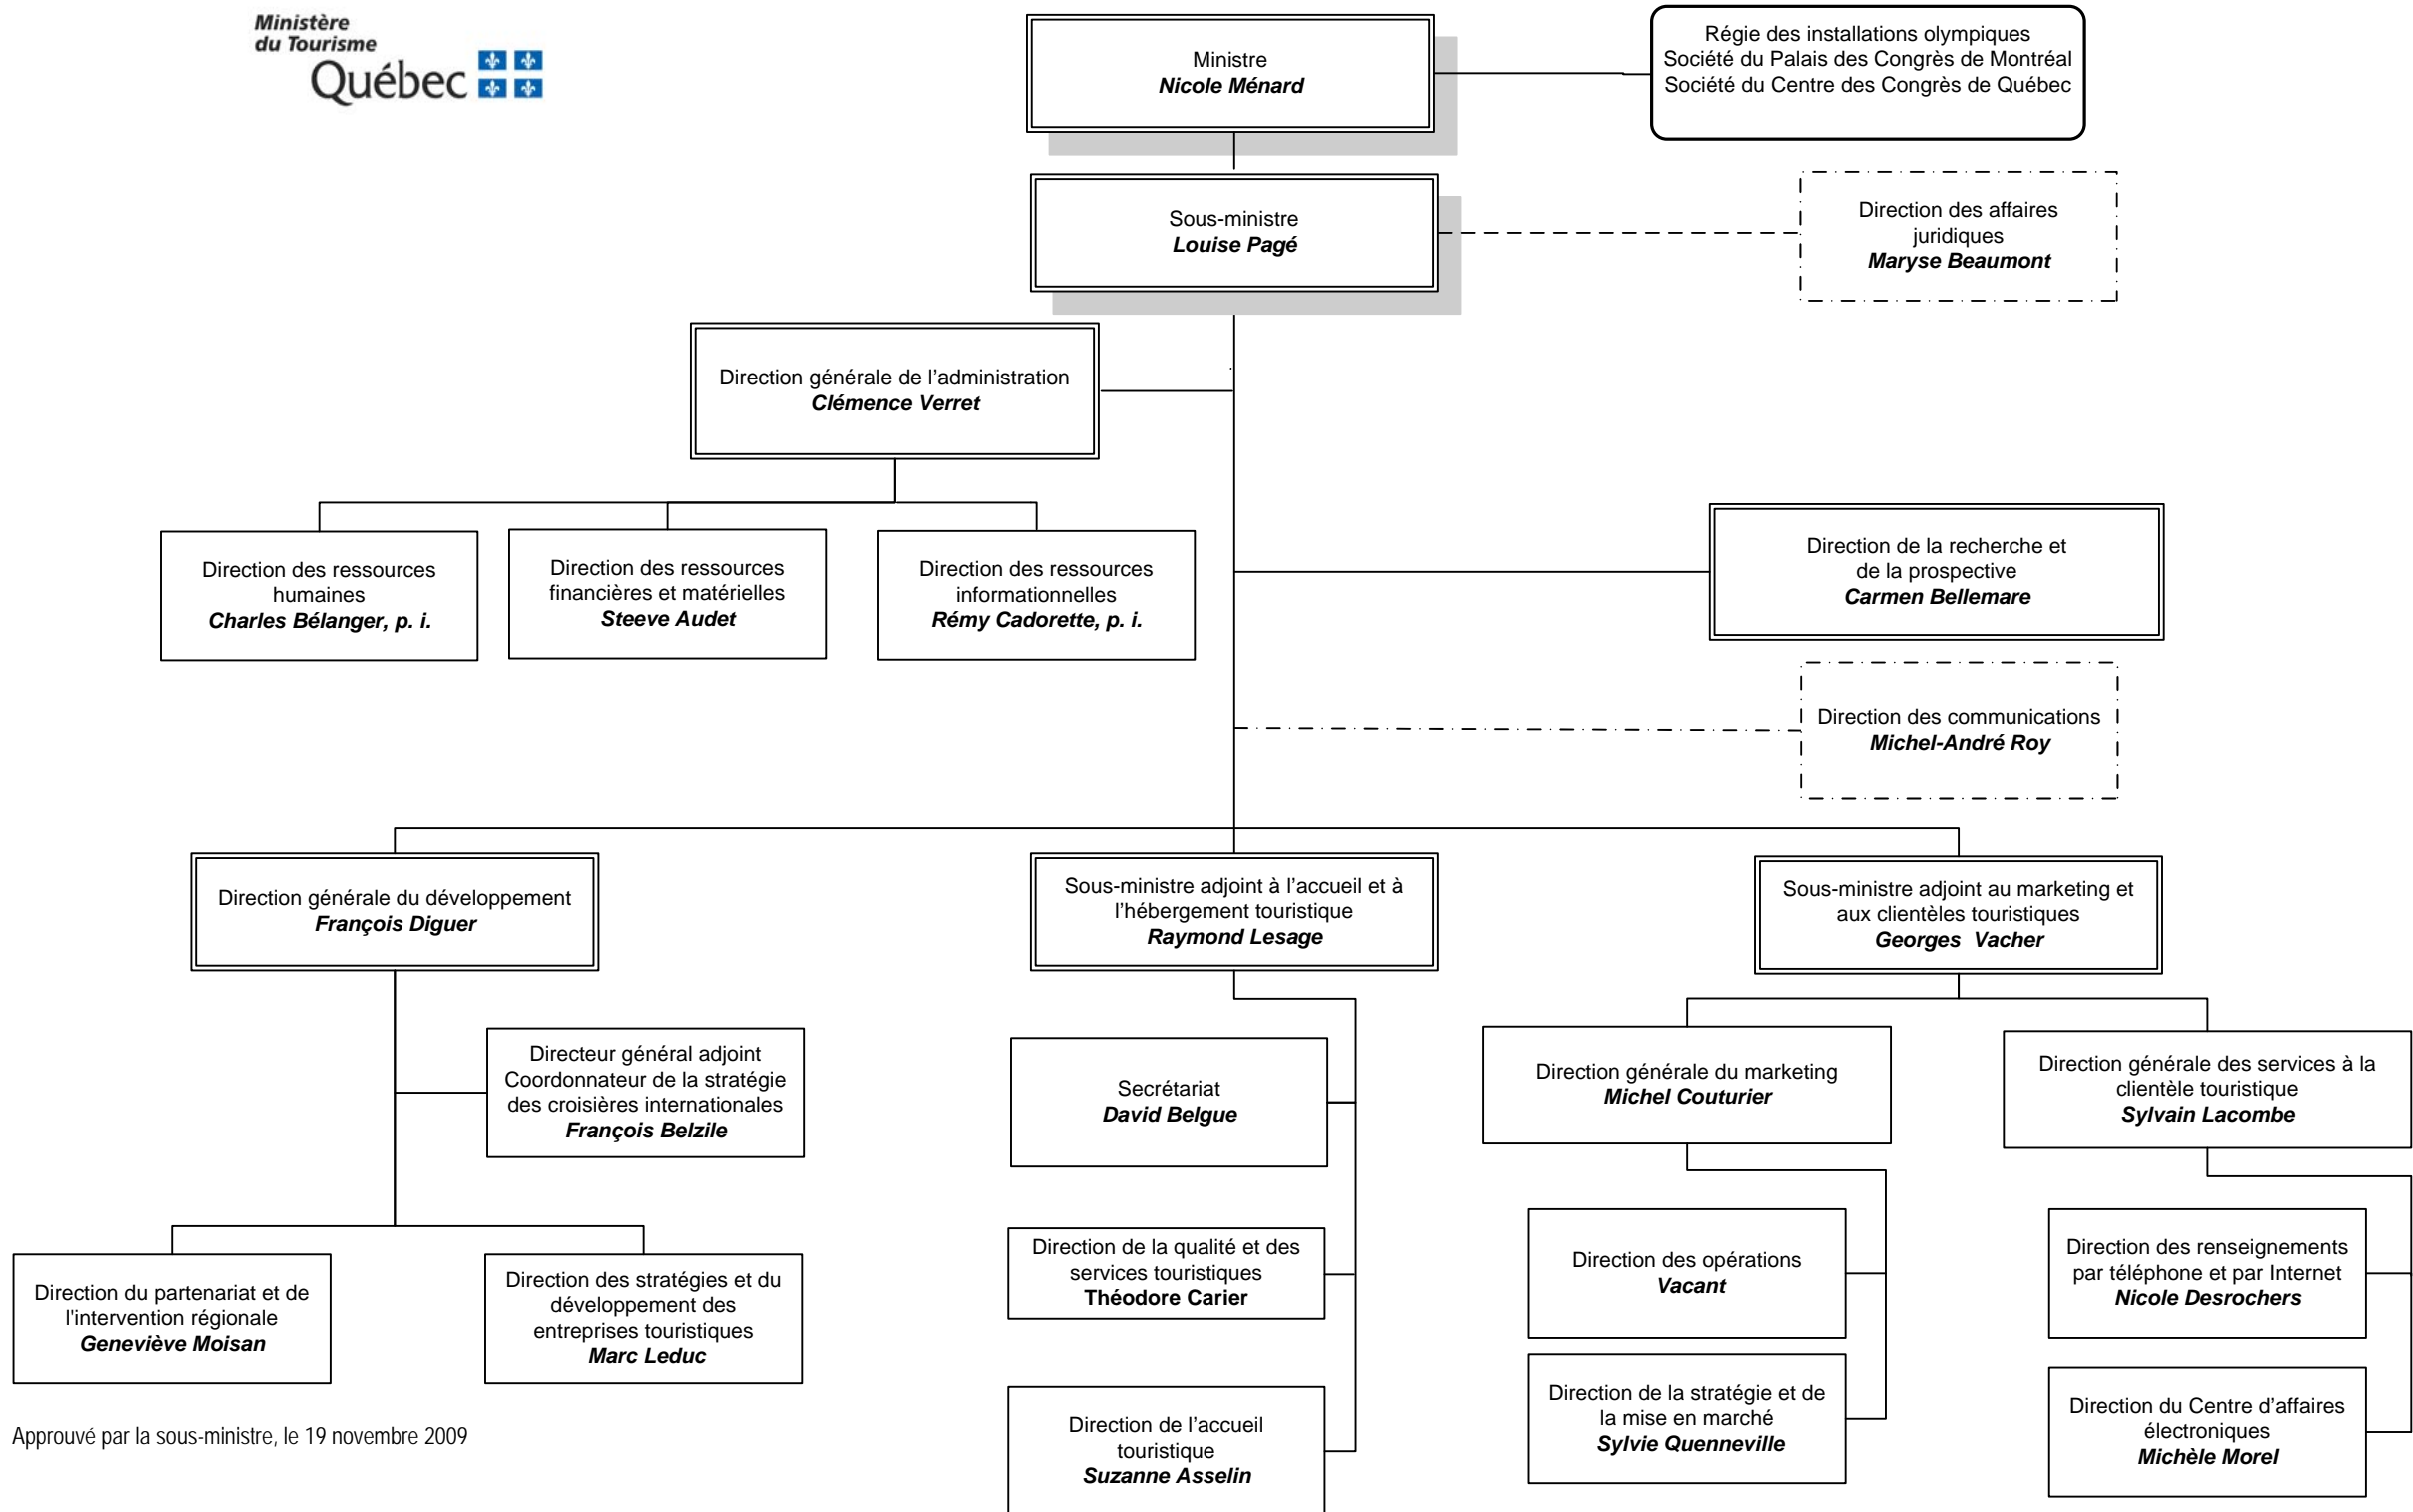 Ministère
du Tourisme
Québec
Ministre
Nicole Ménard
Régie des installations olympiques
Société du Palais des Congrès de Montréal
Société du Centre des Congrès de Québec
Sous-ministre
Louise Pagé
Direction des affaires
juridiques
Maryse Beaumont
Direction générale de l’administration
Clémence Verret
Direction des ressources
humaines
Charles Bélanger, p. i.
Direction des ressources
financières et matérielles
Steeve Audet
Direction des ressources
informationnelles
Rémy Cadorette, p. i.
Direction de la recherche et
de la prospective
Carmen Bellemare
Direction des communications
Michel-André Roy
Direction générale du développement
François Diguer
Sous-ministre adjoint à l’accueil et à
l’hébergement touristique
Raymond Lesage
Sous-ministre adjoint au marketing et
aux clientèles touristiques
Georges  Vacher
Directeur général adjoint
Coordonnateur de la stratégie
des croisières internationales
François Belzile
Secrétariat
David Belgue
Direction générale du marketing
Michel Couturier
Direction générale des services à la
clientèle touristique
Sylvain Lacombe
Direction du partenariat et de
l'intervention régionale
Geneviève Moisan
Direction des stratégies et du
développement des
entreprises touristiques
Marc Leduc
Direction de la qualité et des
services touristiques
Théodore Carier
Direction des opérations
Vacant
Direction des renseignements
par téléphone et par Internet
Nicole Desrochers
Direction de l’accueil
touristique
Suzanne Asselin
Direction de la stratégie et de
la mise en marché
Sylvie Quenneville
Direction du Centre d’affaires
électroniques
Michèle Morel
Approuvé par la sous-ministre, le 19 novembre 2009